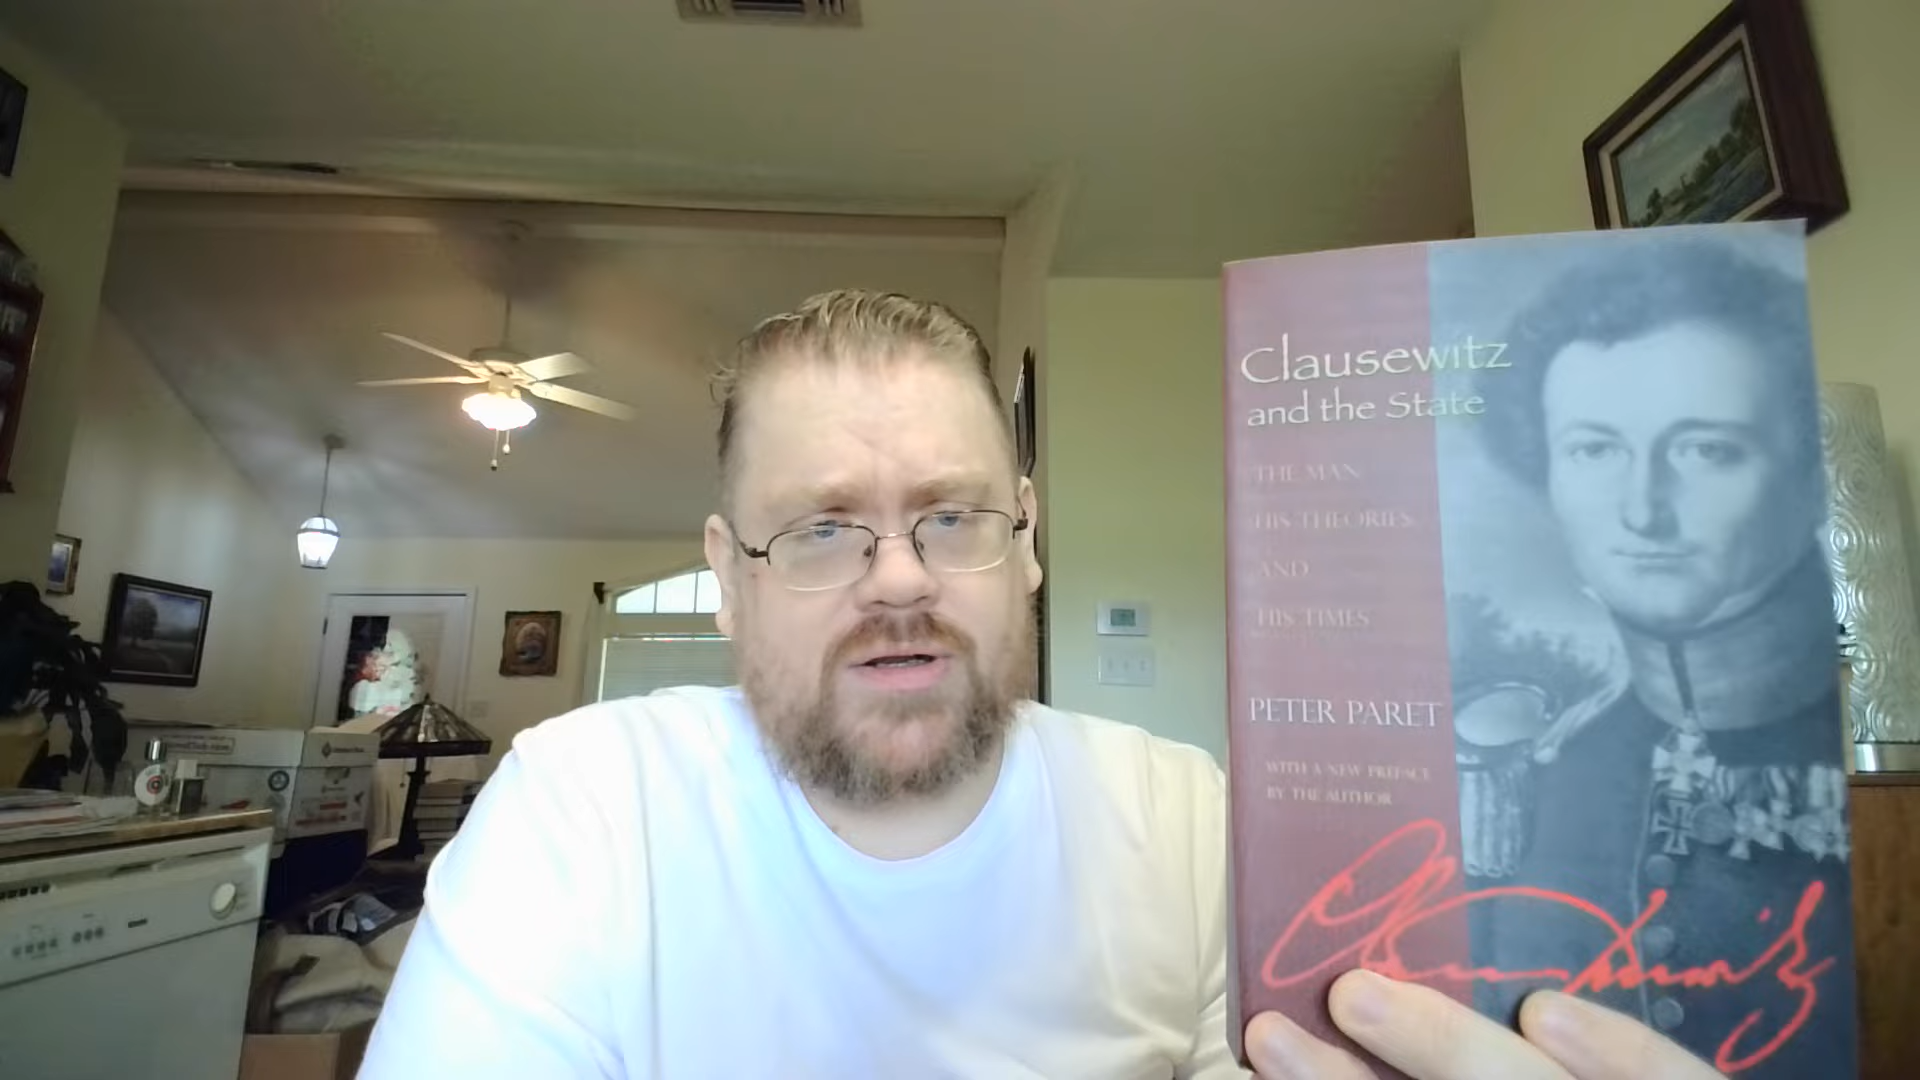 Clausewitz
and the State
THE MAN
HIS THEORIES
AND
HIS TIMES
PETER PARET
WITH A NEW PREFACE
BY THE AUTHOR
Clausewitz